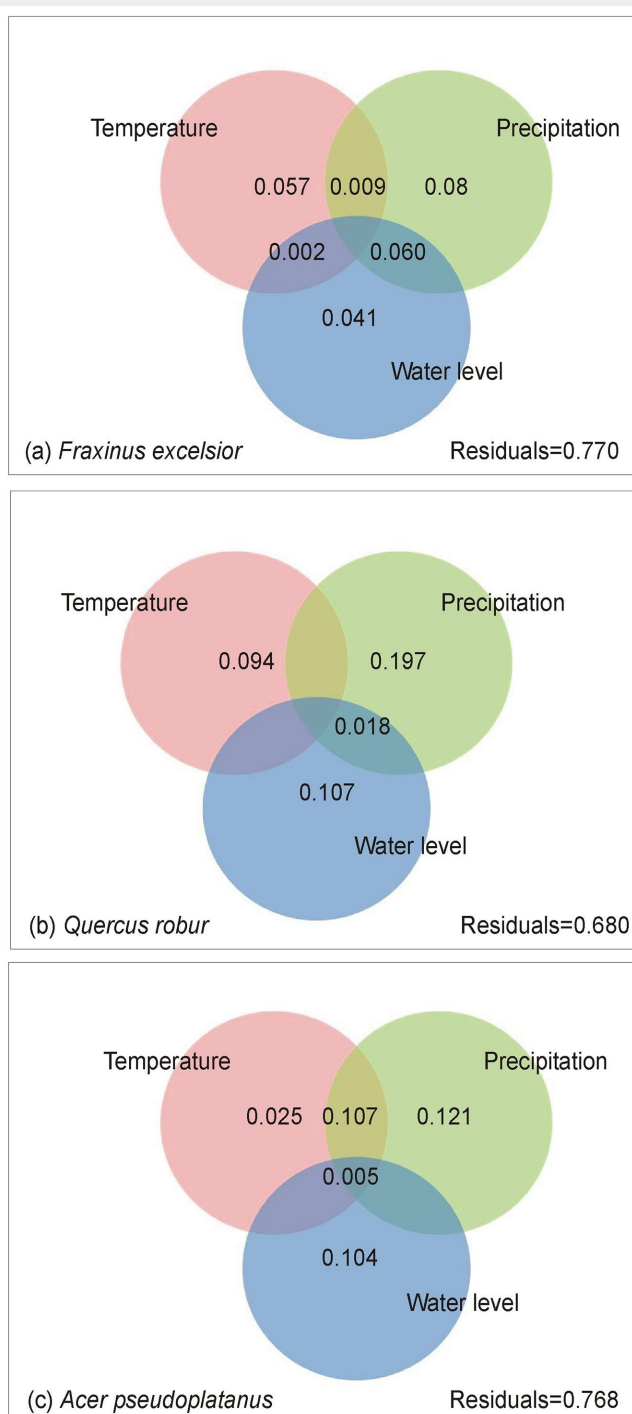 Temperature Precipitation
0.057 0.009 0.08
0.002 0.060
0.041
Water level
(a) Fraxinus excelsior Residuals=0.770
Temperature Precipitation
0.094 0.197
0.018
0.107
Water level
(b) Quercus robur Residuals=0.680
Temperature Precipitation
0.025 0.107 0.121
0.005
0.104
Water level
(c) Acer pseudoplatanus Residuals=0.768